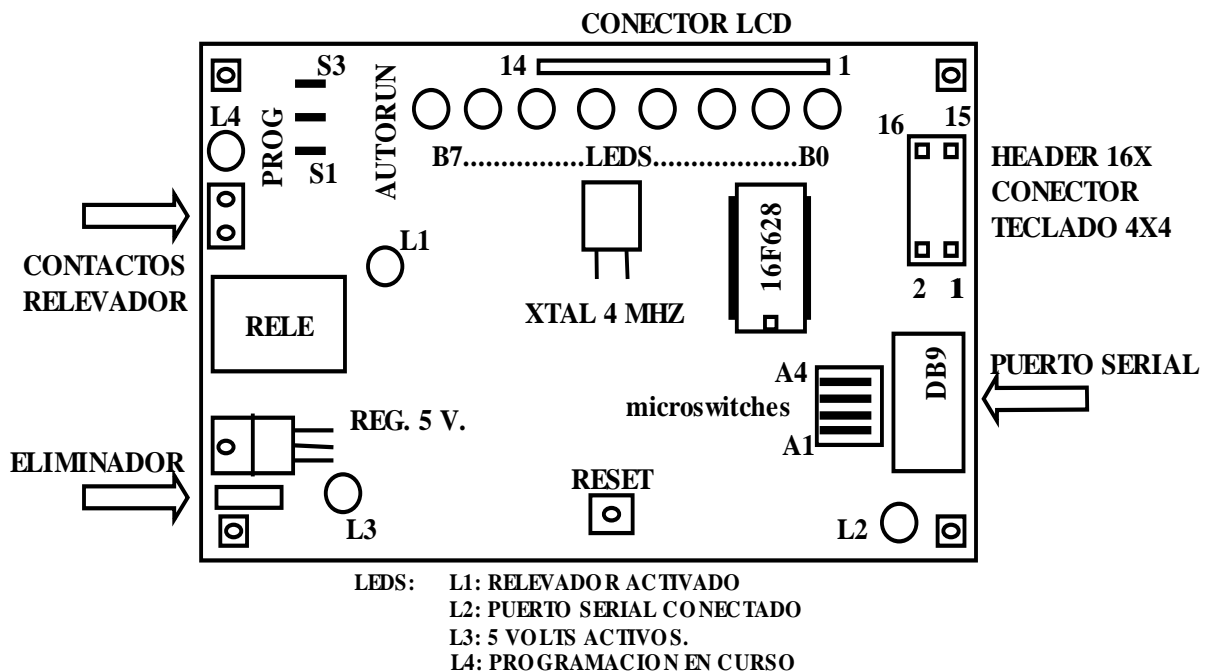 CONECTOR LCD
S3
14
1
L4
PROG
AUTORUN
16
15
S1
B7.................LEDS....................B0
HEADER 16X
CONECTOR
TECLADO 4X4
16F628
L1
CONTACTOS
RELEVADOR
2
1
RELE
XTAL 4 MHZ
DB9
PUERTO SERIAL
A4
microswitches
A1
REG. 5 V.
ELIMINADOR
RESET
L3
L2
LEDS: L1: RELEVADOR ACTIVADO
L2: PUERTO SERIAL CONECTADO
L3: 5 VOLTS ACTIVOS.
L4: PROGRAMACION EN CURSO